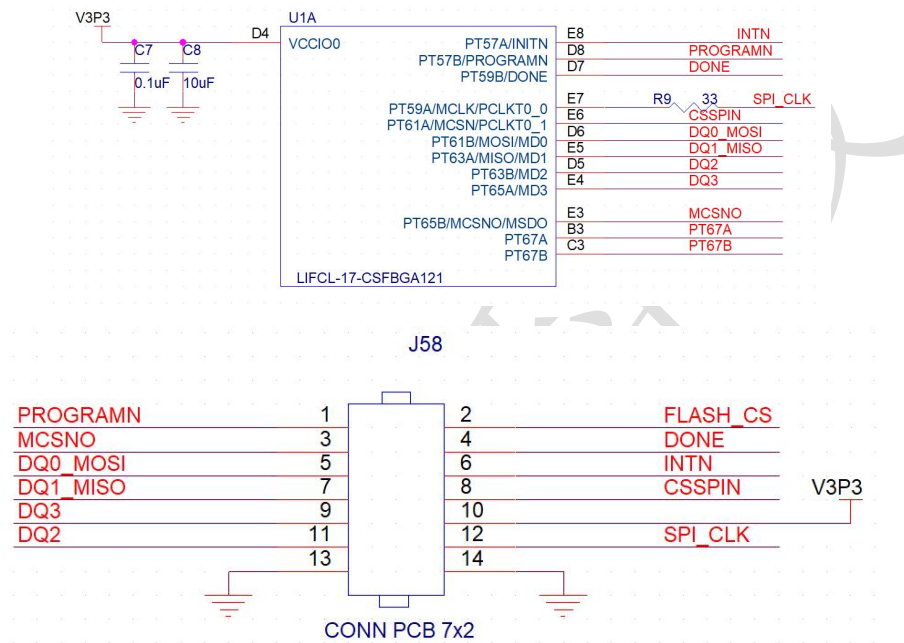 V3P3
C7
0.1uF
C8
10uF
D4
U1A
VCCIO0
PT57A/INITN E8 INTN
PT57B/PROGRAMN D8 PROGRAMN
PT59B/DONE D7 DONE
PT59A/MCLK/PCLKT0_0 E7 R9 33 SPI_CLK
PT61A/MCSN/PCLKT0_1 E6 CSSPIN
PT61B/MOSI/MD0 D6 DQ0_MOSI
PT63A/MISO/MD1 E5 DQ1_MISO
PT63B/MD2 D5 DQ2
PT65A/MD3 E4 DQ3
PT65B/MCSNO/MSDO E3 MCSNO
PT67A B3 PT67A
PT67B C3 PT67B
LIFCL-17-CSFBGA121
J58
PROGRAMN 1 2 FLASH_CS
MCSNO 3 4 DONE
DQ0_MOSI 5 6 INTN
DQ1_MISO 7 8 CSSPIN V3P3
DQ3 9 10
DQ2 11 12 SPI_CLK
13 14
CONN PCB 7x2